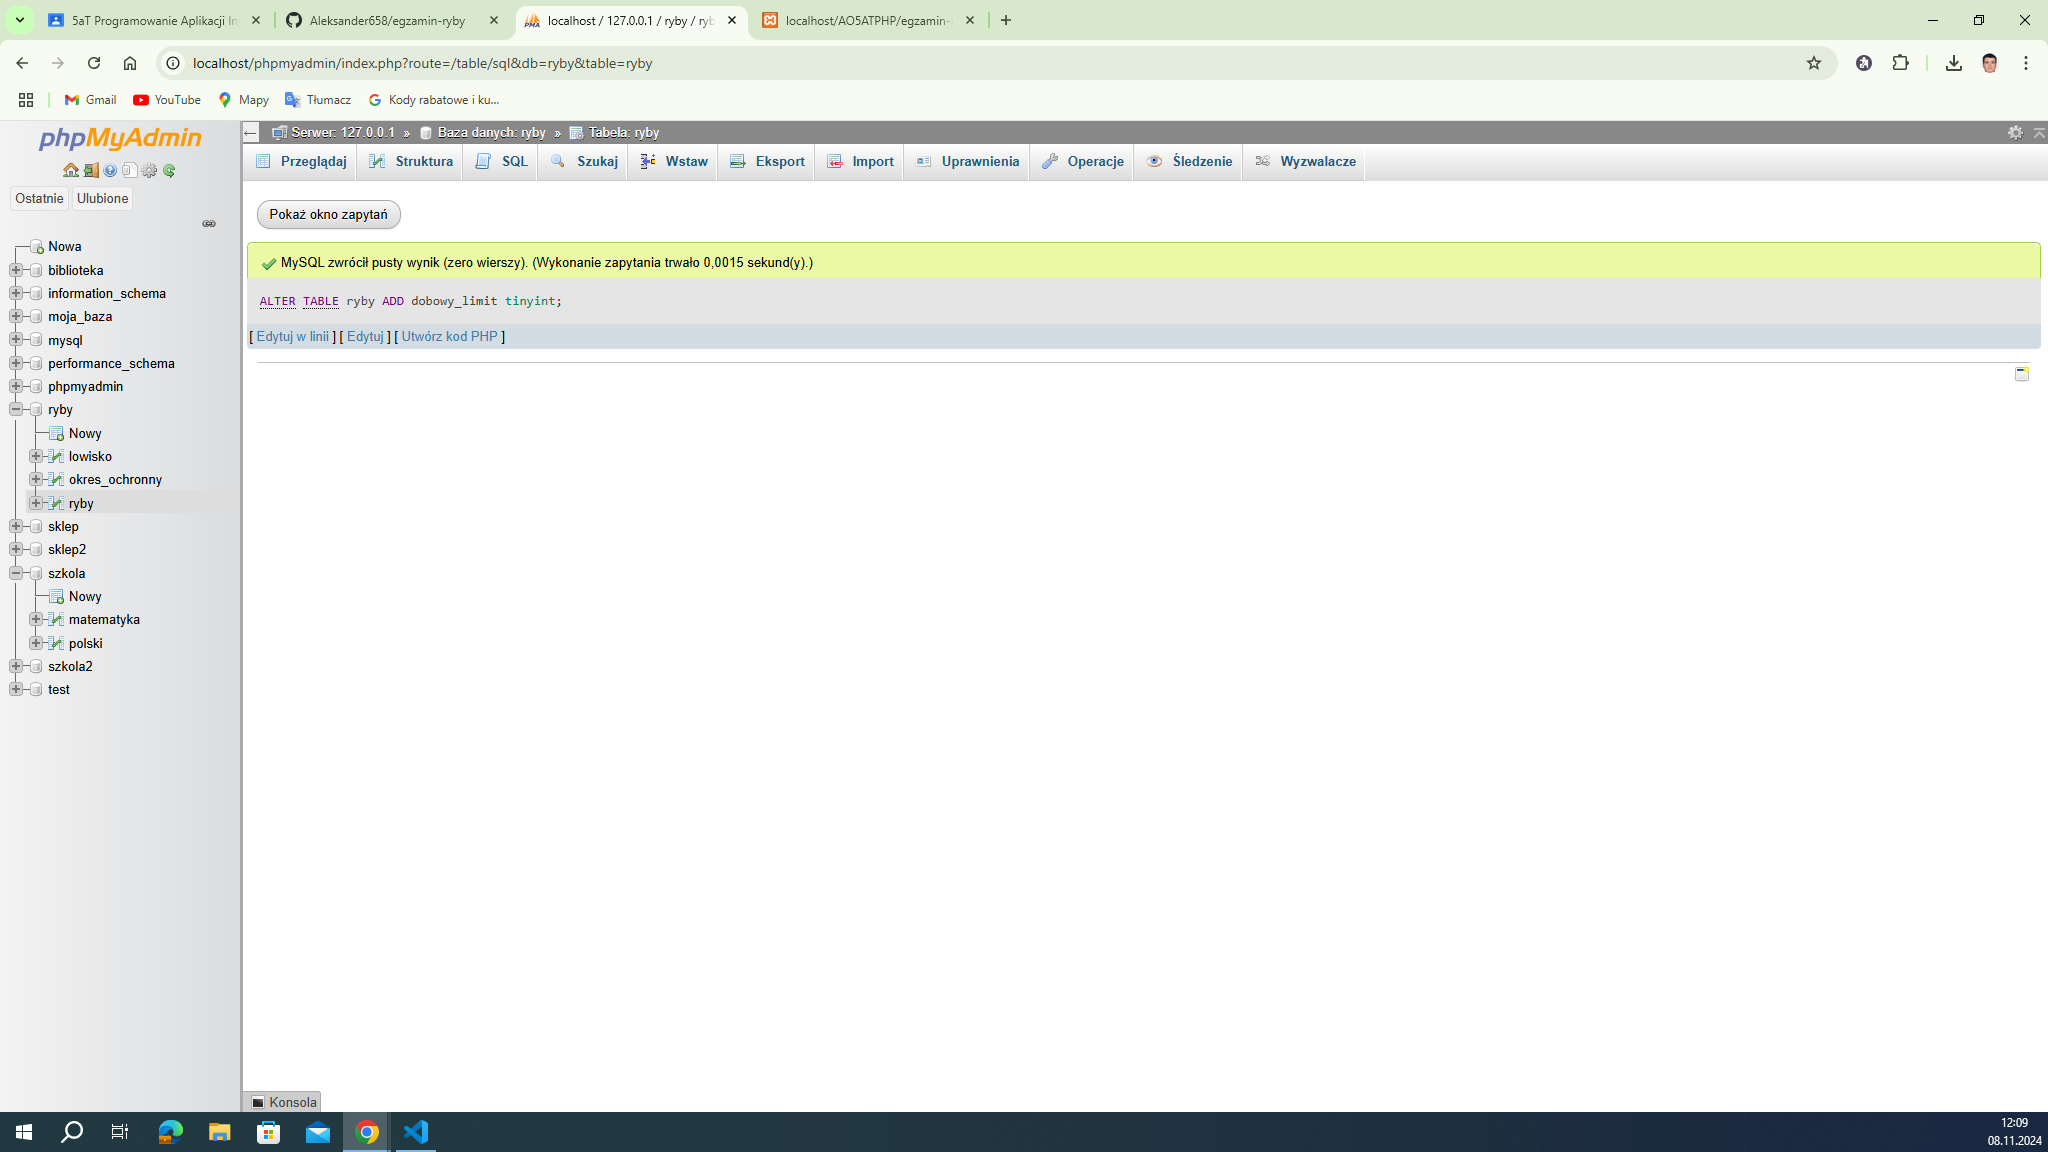 5aT Programowanie Aplikacji In
Aleksander658/egzamin-ryby
localhost / 127.0.0.1 / ryby / ryb
localhost/AO5ATPHP/egzamin-
localhost/phpmyadmin/index.php?route=/table/sql&db=ryby&table=ryby
Gmail
YouTube
Mapy
Tłumacz
Kody rabatowe i ku...
phpMyAdmin
Ostatnie
Ulubione
Nowa
biblioteka
information_schema
moja_baza
mysql
performance_schema
phpmyadmin
ryby
Nowy
lowisko
okres_ochronny
ryby
sklep
sklep2
szkola
Nowy
matematyka
polski
szkola2
test
Serwer: 127.0.0.1 » Baza danych: ryby » Tabela: ryby
Przeglądaj
Struktura
SQL
Szukaj
Wstaw
Eksport
Import
Uprawnienia
Operacje
Śledzenie
Wyzwalacze
Pokaż okno zapytań
MySQL zwrócił pusty wynik (zero wierszy). (Wykonanie zapytania trwało 0,0015 sekund(y).)
ALTER TABLE ryby ADD dobowy_limit tinyint;
[ Edytuj w linii ] [ Edytuj ] [ Utwórz kod PHP ]
Konsola
12:09
08.11.2024